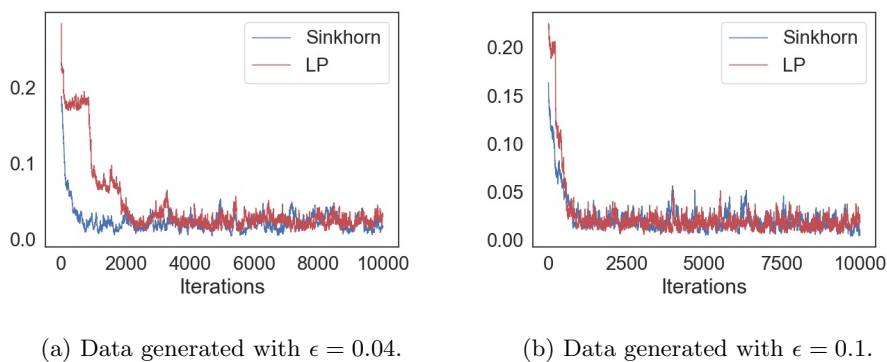 Sinkhorn
LP
0.2
0.1
0.0
0 2000 4000 6000 8000 10000
Iterations
(a) Data generated with ϵ = 0.04.
Sinkhorn
LP
0.20
0.15
0.10
0.05
0.00
0 2500 5000 7500 10000
Iterations
(b) Data generated with ϵ = 0.1.